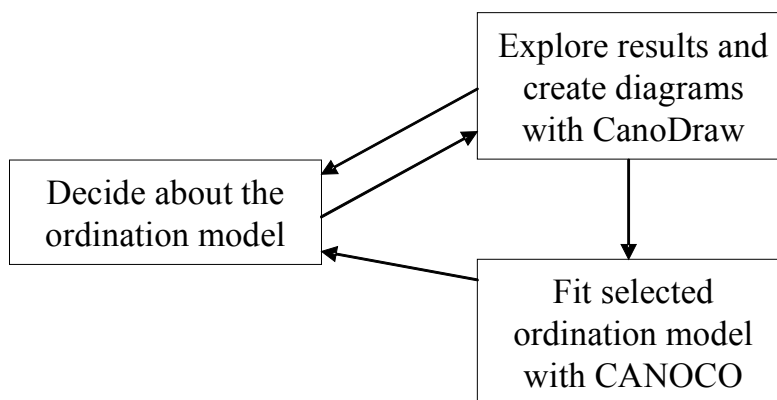 Explore results and
create diagrams
with CanoDraw
Decide about the
ordination model
Fit selected
ordination model
with CANOCO